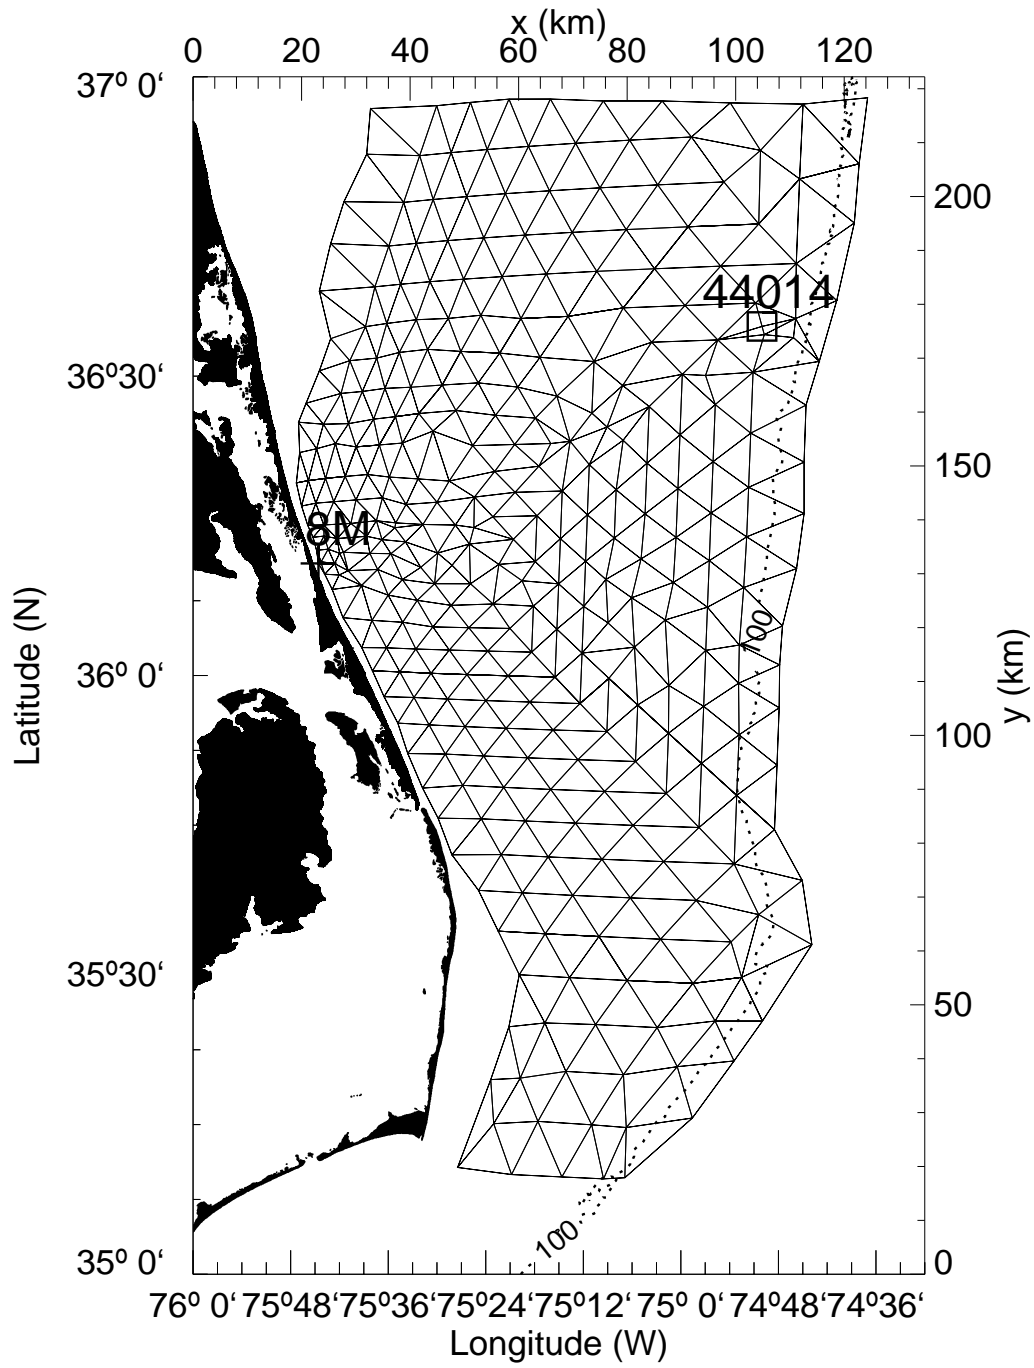 x (km)
0 20 40 60 80 100 120
37º 0‘
200
44014
36º30‘
150
8M
Latitude (N)
100
36º 0‘
y (km)
100
35º30‘
50
100
35º 0‘
0
76º 0‘ 75º48‘ 75º36‘ 75º24‘ 75º12‘ 75º 0‘ 74º48‘ 74º36‘
Longitude (W)